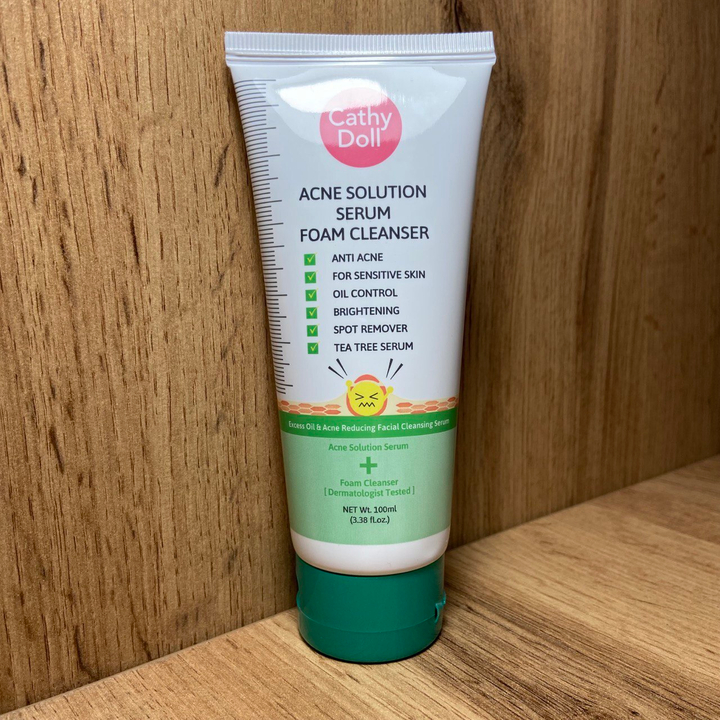 Cathy
Doll
ACNE SOLUTION
SERUM
FOAM CLEANSER
ANTI ACNE
FOR SENSITIVE SKIN
OIL CONTROL
BRIGHTENING
SPOT REMOVER
TEA TREE SERUM
Excess Oil & Acne Reducing Facial Cleansing Serum
Acne Solution Serum
+
Foam Cleanser
[ Dermatologist Tested ]
NET Wt. 100ml
(3.38 fl.oz.)